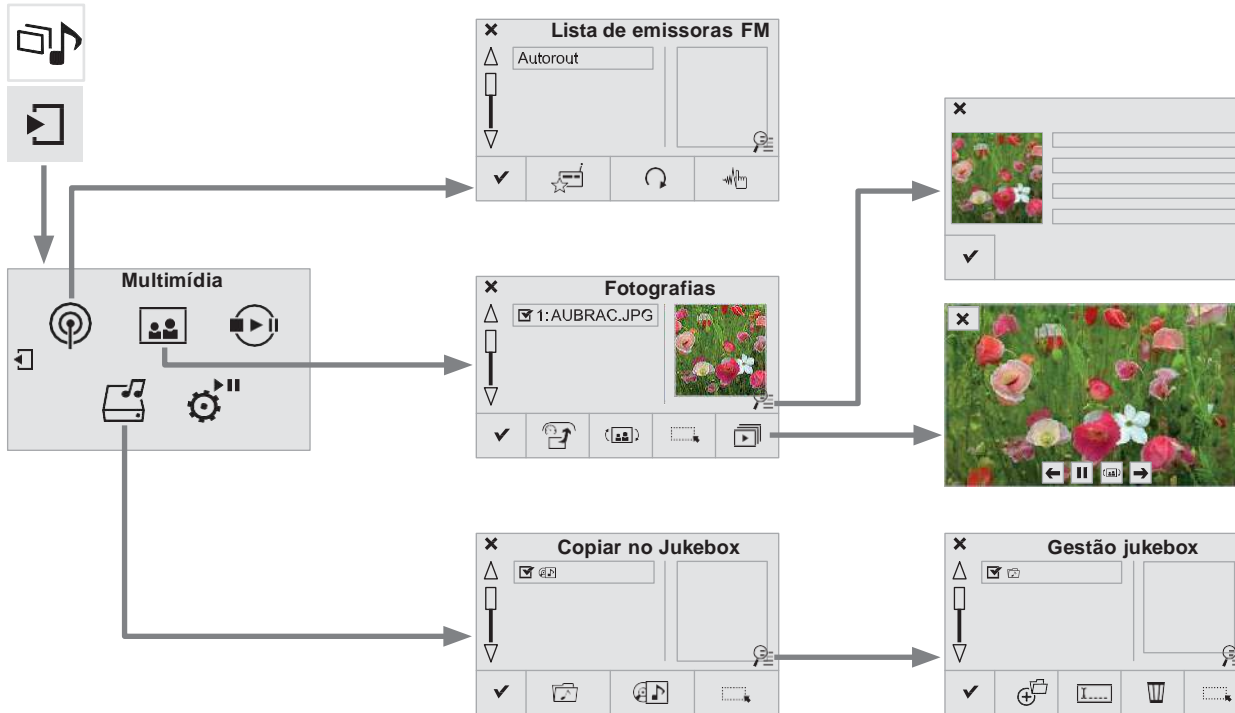 Lista de emissoras FM
Autorout
Multimídia
Fotografias
1:AUBRAC.JPG
Copiar no Jukebox
Gestão jukebox